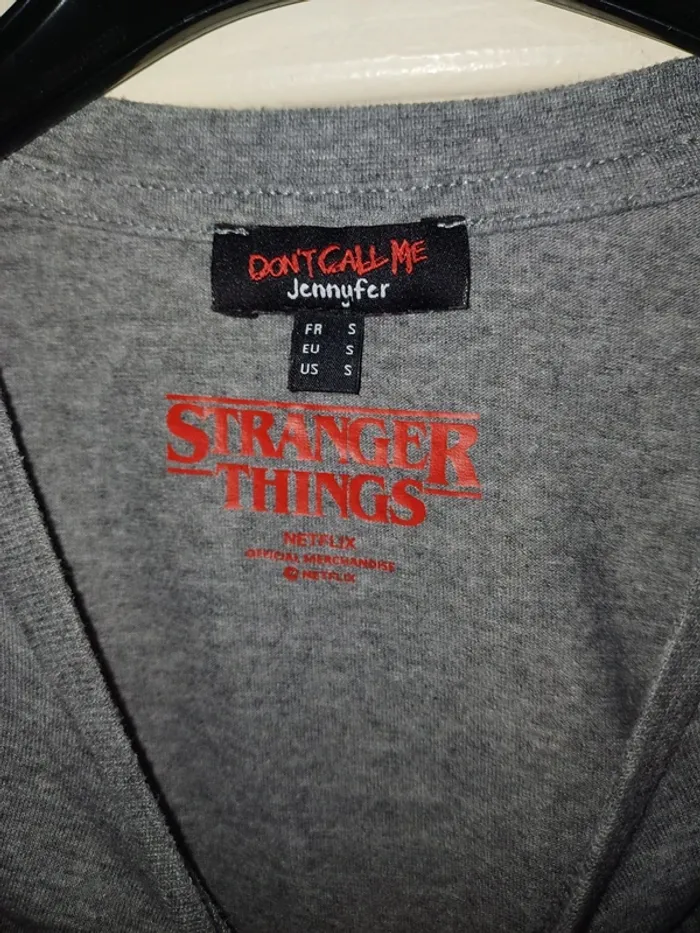 DON'T CALL ME
Jennyfer
FR S
EU S
US S
STRANGER
THINGS
NETFLIX
OFFICIAL MERCHANDISE
© NETFLIX